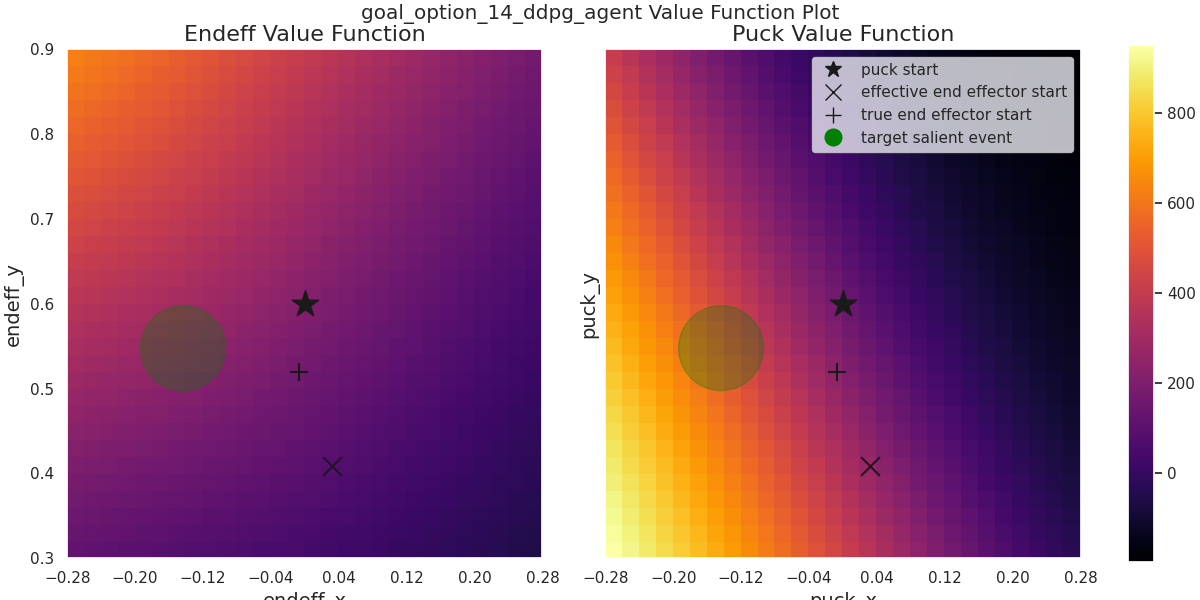 goal_option_14_ddpg_agent Value Function Plot
Endeff Value Function
Puck Value Function
puck start
effective end effector start
true end effector start
target salient event
endeff_y
0.9
0.8
0.7
0.6
0.5
0.4
0.3
−0.28 −0.20 −0.12 −0.04 0.04 0.12 0.20 0.28
endeff_x
puck_y
−0.28 −0.20 −0.12 −0.04 0.04 0.12 0.20 0.28
puck_x
800
600
400
200
0